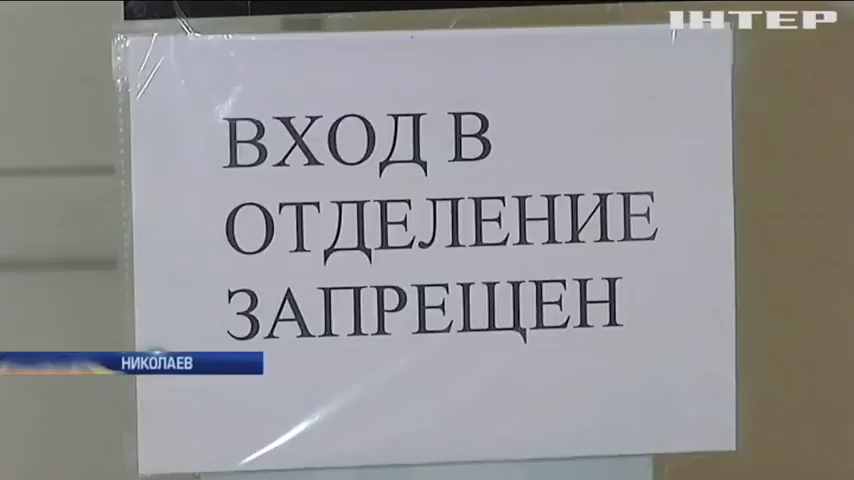 ІНТЕР
ВХОД В
ОТДЕЛЕНИЕ
ЗАПРЕЩЕН
НИКОЛАЕВ